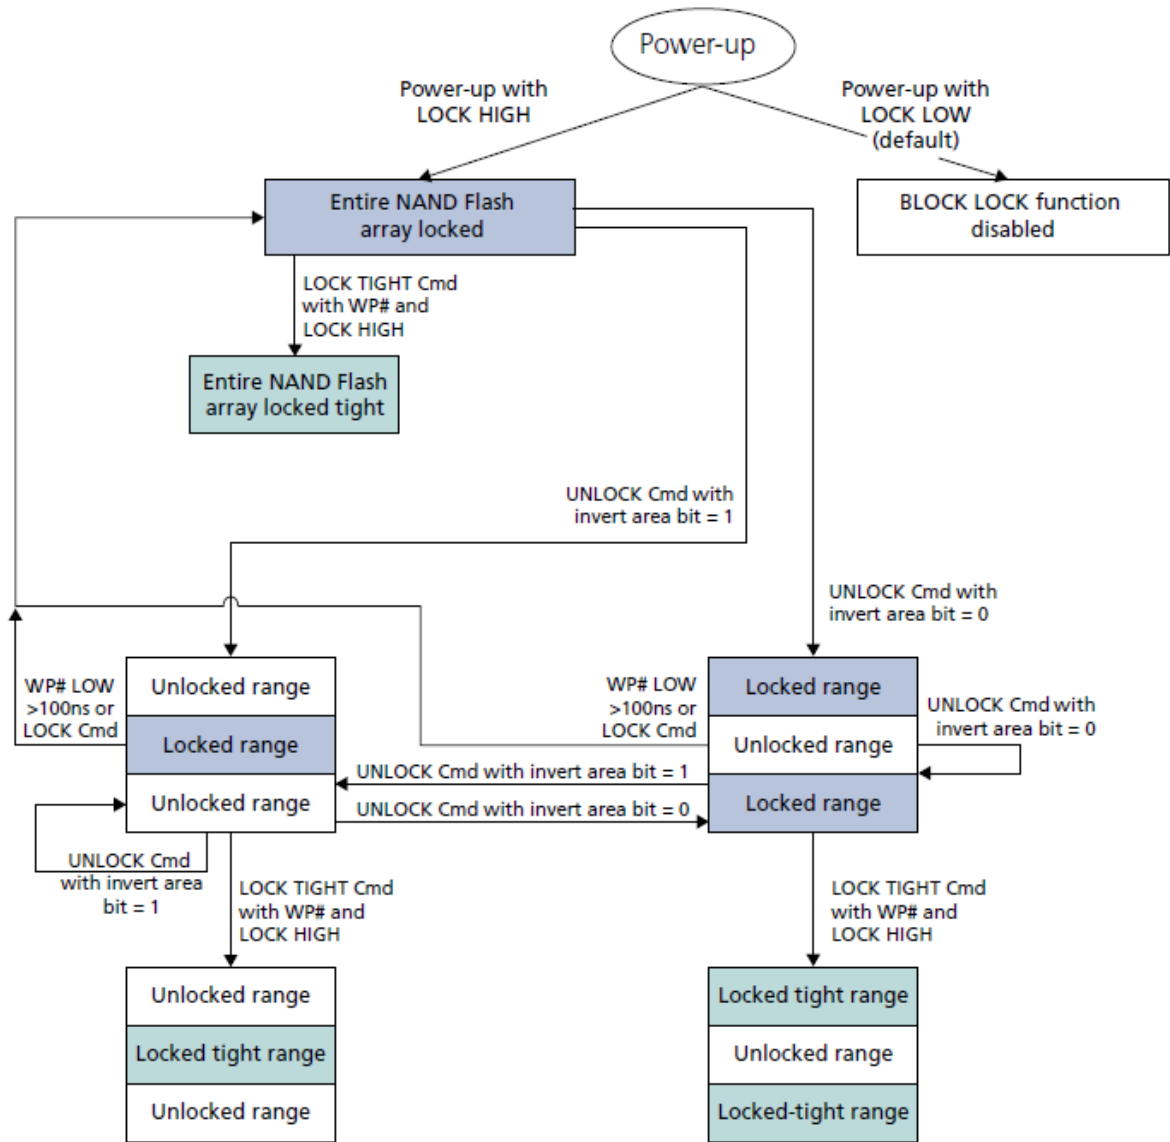 Power-up
Power-up with
LOCK HIGH
Power-up with
LOCK LOW
(default)
Entire NAND Flash
array locked
BLOCK LOCK function
disabled
LOCK TIGHT Cmd
with WP# and
LOCK HIGH
Entire NAND Flash
array locked tight
UNLOCK Cmd with
invert area bit = 1
UNLOCK Cmd with
invert area bit = 0
WP# LOW
>100ns or
LOCK Cmd
Unlocked range
Locked range
Unlocked range
WP# LOW
>100ns or
LOCK Cmd
Locked range
Unlocked range
Locked range
UNLOCK Cmd with
invert area bit = 0
UNLOCK Cmd with invert area bit = 1
UNLOCK Cmd with invert area bit = 0
UNLOCK Cmd
with invert area
bit = 1
LOCK TIGHT Cmd
with WP# and
LOCK HIGH
LOCK TIGHT Cmd
with WP# and
LOCK HIGH
Unlocked range
Locked tight range
Unlocked range
Locked tight range
Unlocked range
Locked-tight range